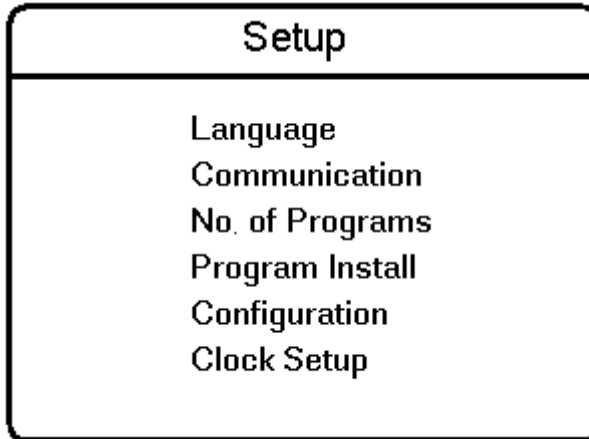 Setup
Language
Communication
No. of Programs
Program Install
Configuration
Clock Setup